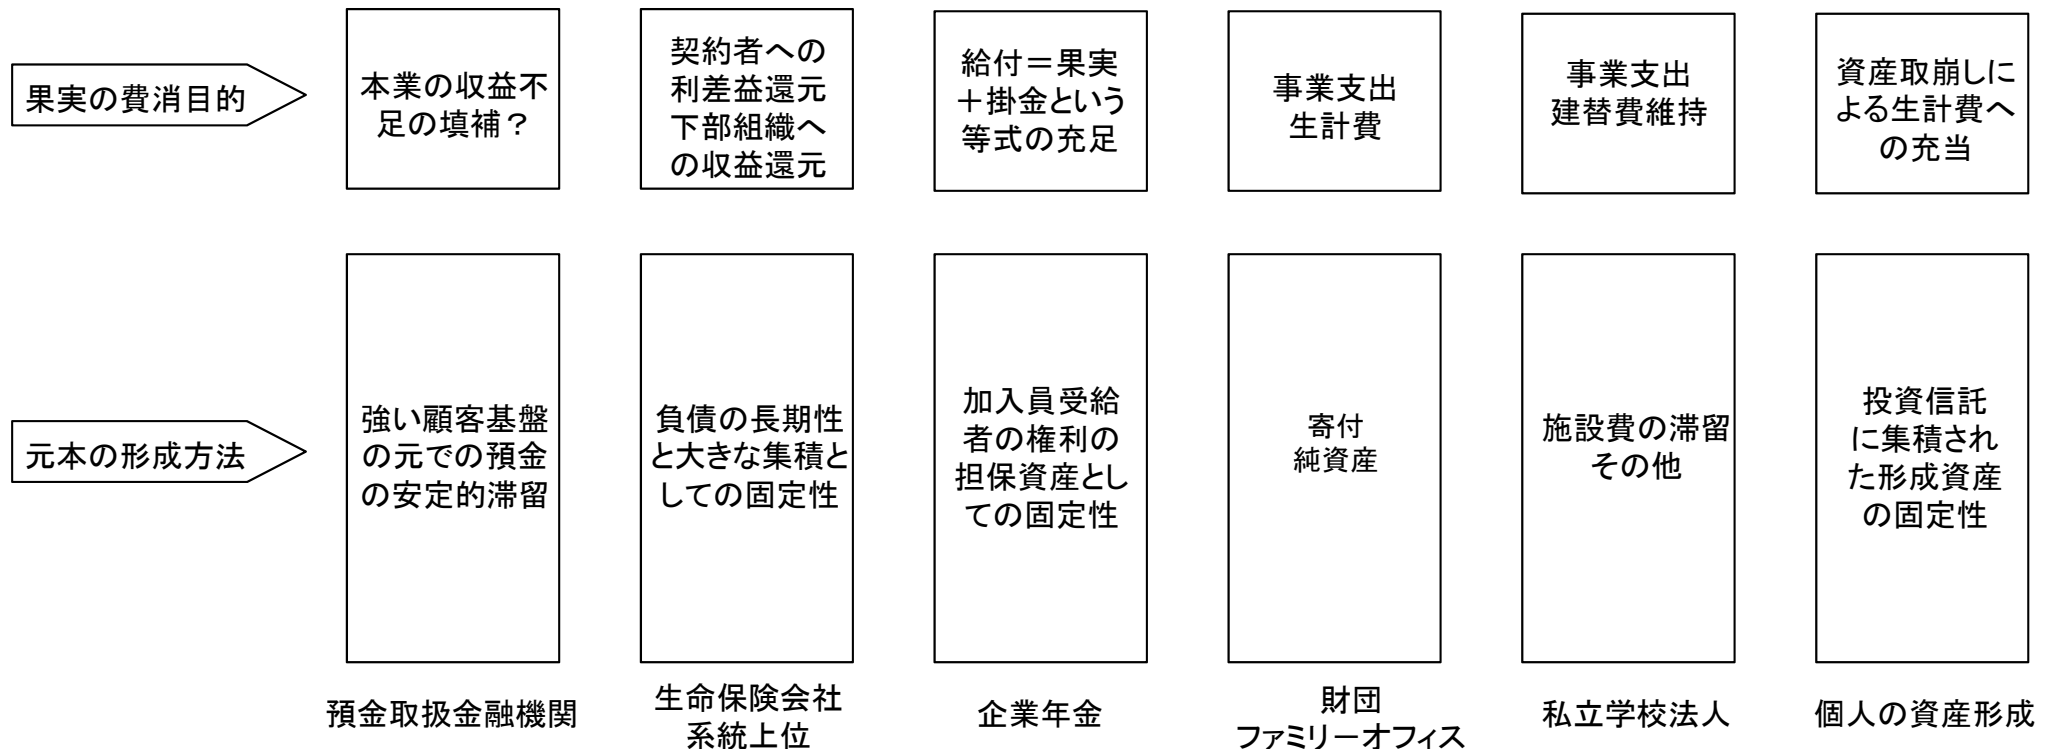 果実の費消目的
本業の収益不
足の填補？
契約者への
利差益還元
下部組織へ
の収益還元
給付＝果実
＋掛金という
等式の充足
事業支出
生計費
事業支出
建替費維持
資産取崩しに
よる生計費へ
の充当
元本の形成方法
強い顧客基盤
の元での預金
の安定的滞留
負債の長期性
と大きな集積と
しての固定性
加入員受給
者の権利の
担保資産とし
ての固定性
寄付
純資産
施設費の滞留
その他
投資信託
に集積され
た形成資産
の固定性
預金取扱金融機関
生命保険会社
系統上位
企業年金
財団
ファミリーオフィス
私立学校法人
個人の資産形成